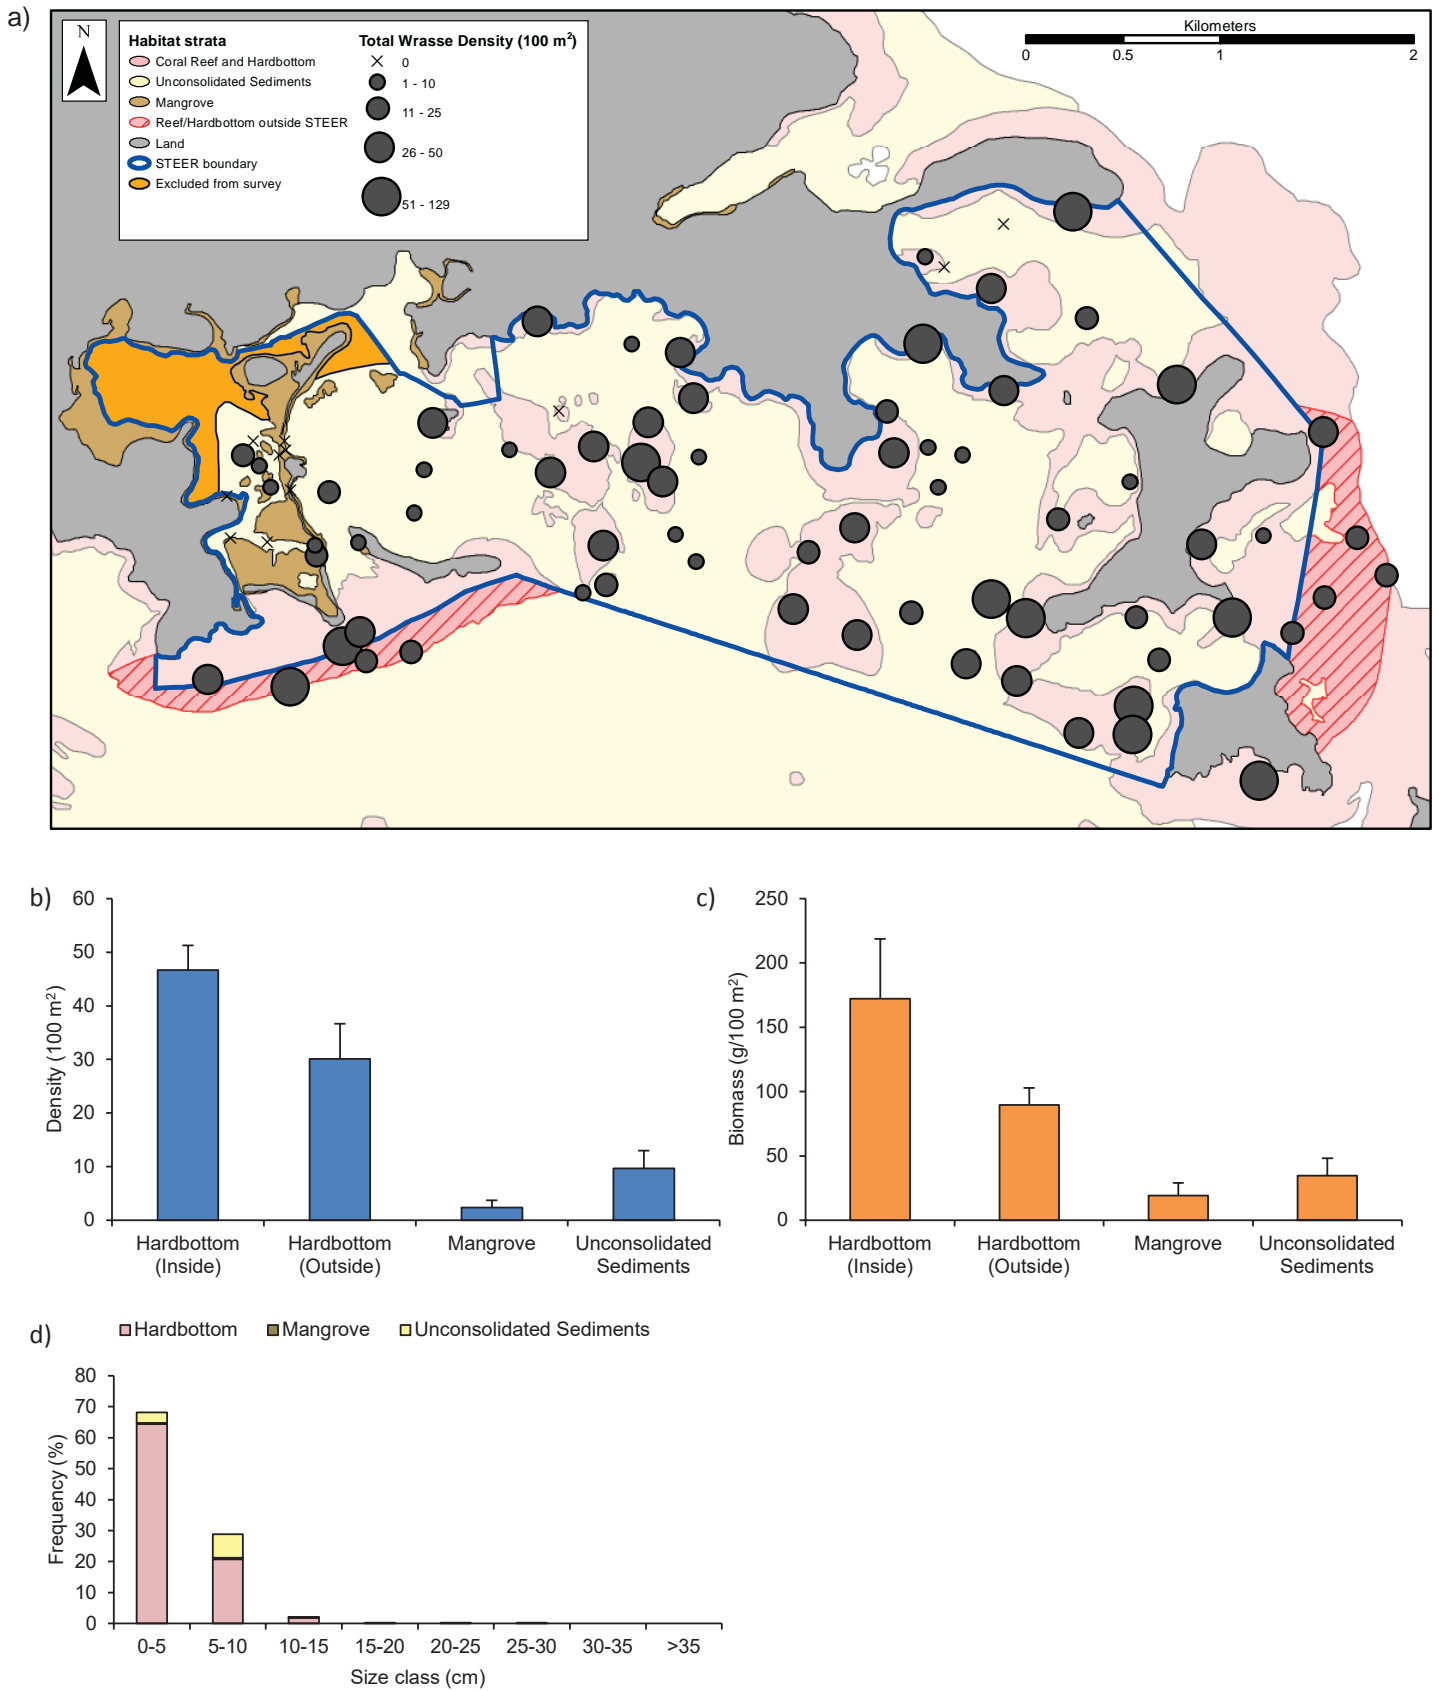 a)
N
Habitat strata
Coral Reef and Hardbottom
Unconsolidated Sediments
Mangrove
Reef/Hardbottom outside STEER
Land
STEER boundary
Excluded from survey
Total Wrasse Density (100 m²)
0
1 - 10
11 - 25
26 - 50
51 - 129
Kilometers
0 0.5 1 2
b)
60
50
40
30
20
10
0
Density (100 m²)
Hardbottom (Inside)
Hardbottom (Outside)
Mangrove
Unconsolidated Sediments
c)
250
200
150
100
50
0
Biomass (g/100 m²)
Hardbottom (Inside)
Hardbottom (Outside)
Mangrove
Unconsolidated Sediments
d)
Hardbottom Mangrove Unconsolidated Sediments
80
70
60
50
40
30
20
10
0
Frequency (%)
0-5 5-10 10-15 15-20 20-25 25-30 30-35 >35
Size class (cm)